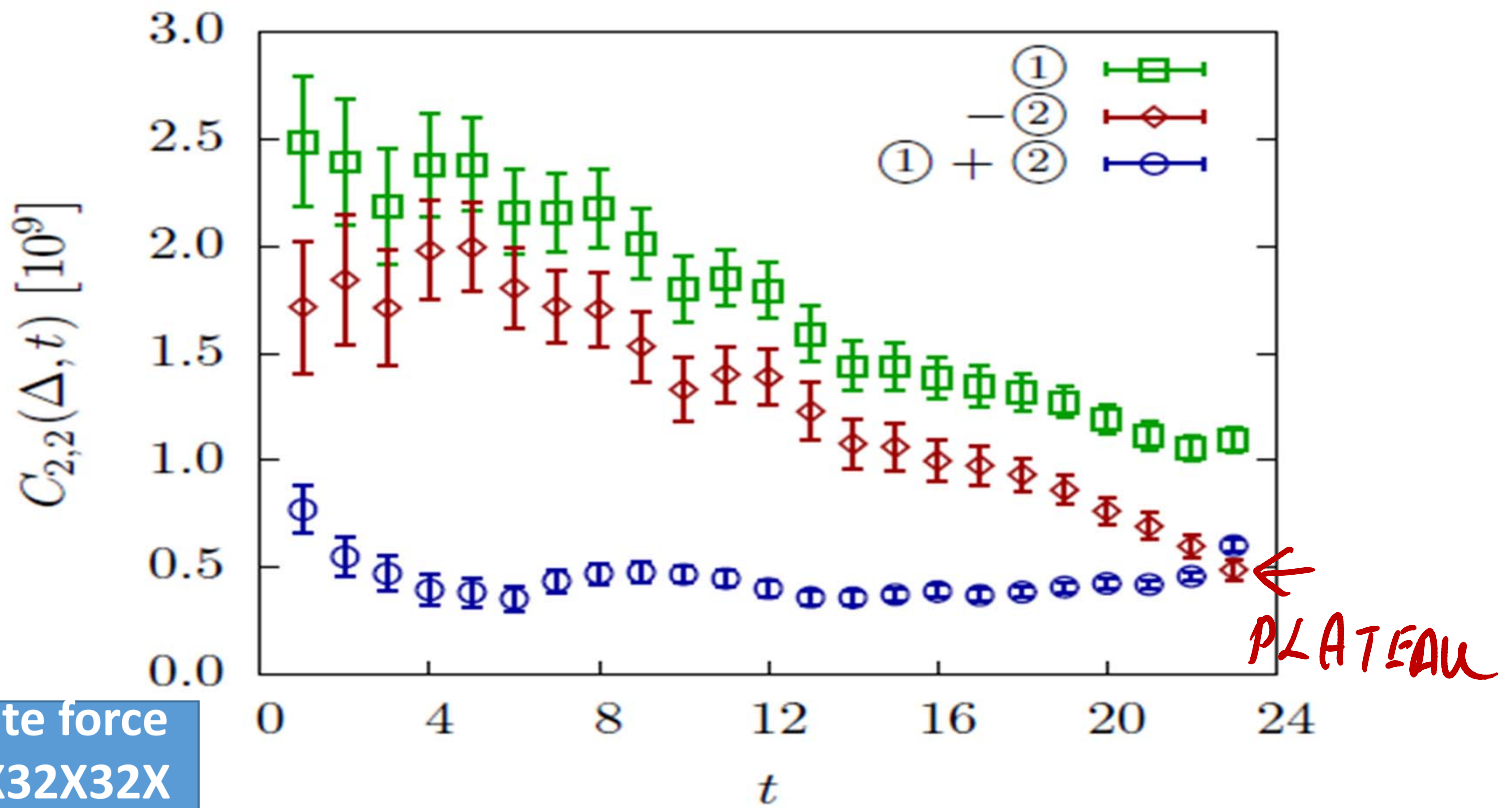 3.0
2.5
2.0
1.5
1.0
0.5
0.0
C₂,₂(Δ, t) [10⁹]
①
−②
① + ②
PLATEAU
0 4 8 12 16 20 24
t
te force
X32X32X